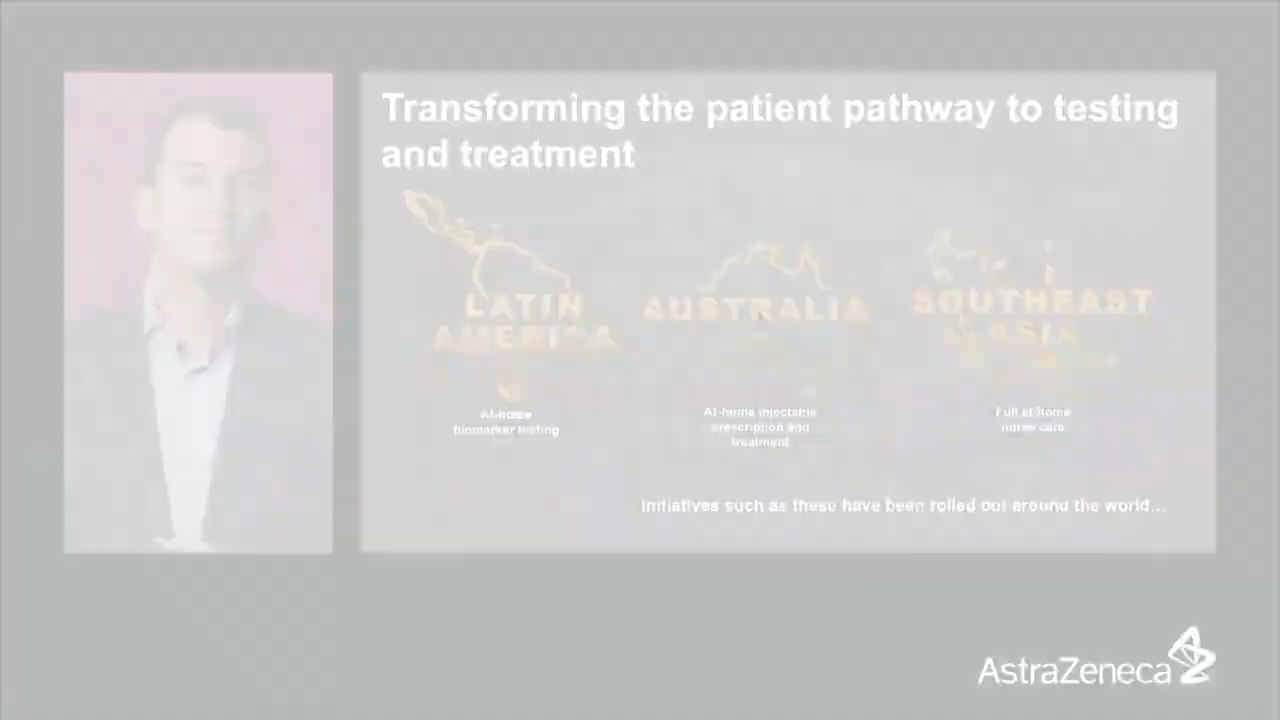 Transforming the patient pathway to testing
and treatment
LATIN
AMERICA
AUSTRALIA
SOUTHEAST
ASIA
At-home
biomarker testing
At-home injectable
prescription and
treatment
Full at-home
nurse care
Initiatives such as these have been rolled out around the world...
AstraZeneca